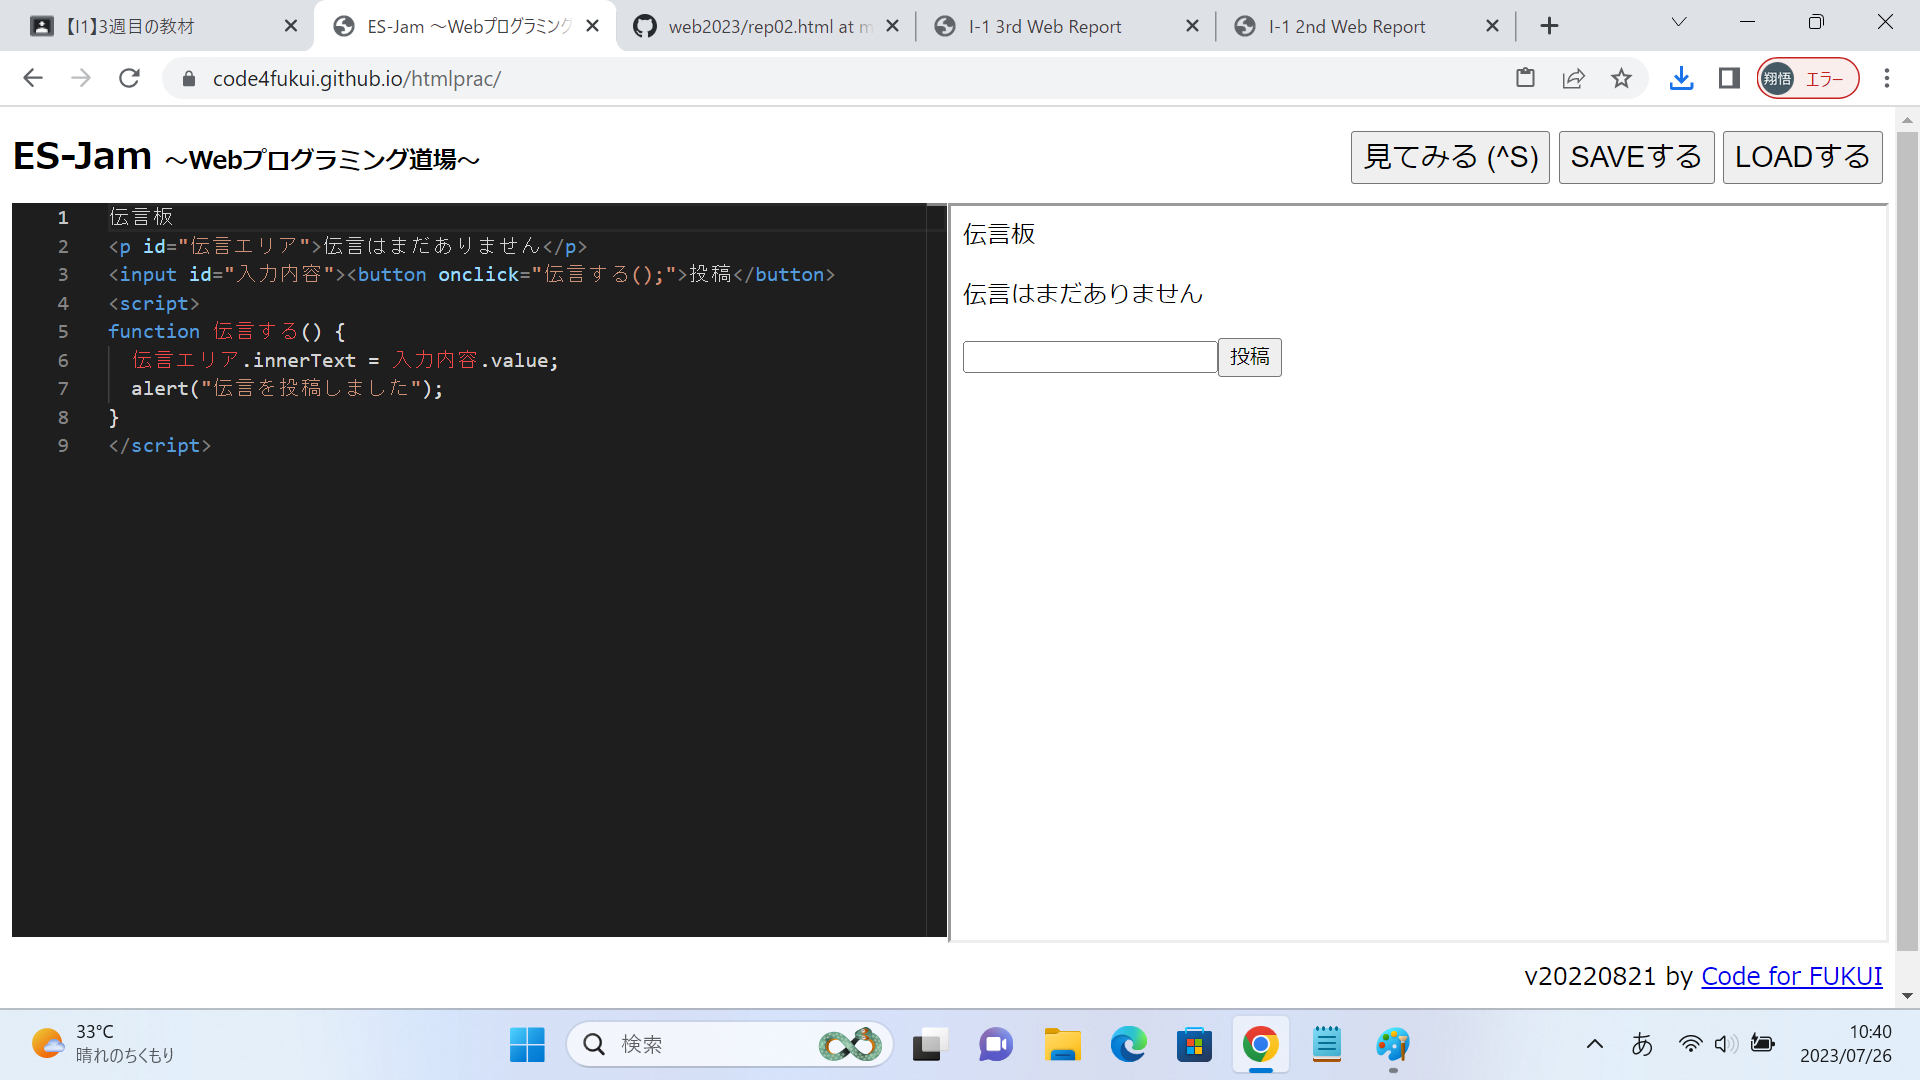 【I1】3週目の教材
ES-Jam ～Webプログラミング
web2023/rep02.html at m
I-1 3rd Web Report
I-1 2nd Web Report
code4fukui.github.io/htmlprac/
翔悟 エラー
ES-Jam ～Webプログラミング道場～
見てみる (^S)
SAVEする
LOADする
1 伝言板
2 <p id="伝言エリア">伝言はまだありません</p>
3 <input id="入力内容"><button onclick="伝言する();">投稿</button>
4 <script>
5 function 伝言する() {
6 伝言エリア.innerText = 入力内容.value;
7 alert("伝言を投稿しました");
8 }
9 </script>
伝言板
伝言はまだありません
投稿
v20220821 by Code for FUKUI
33°C
晴れのちくもり
検索
あ
10:40
2023/07/26